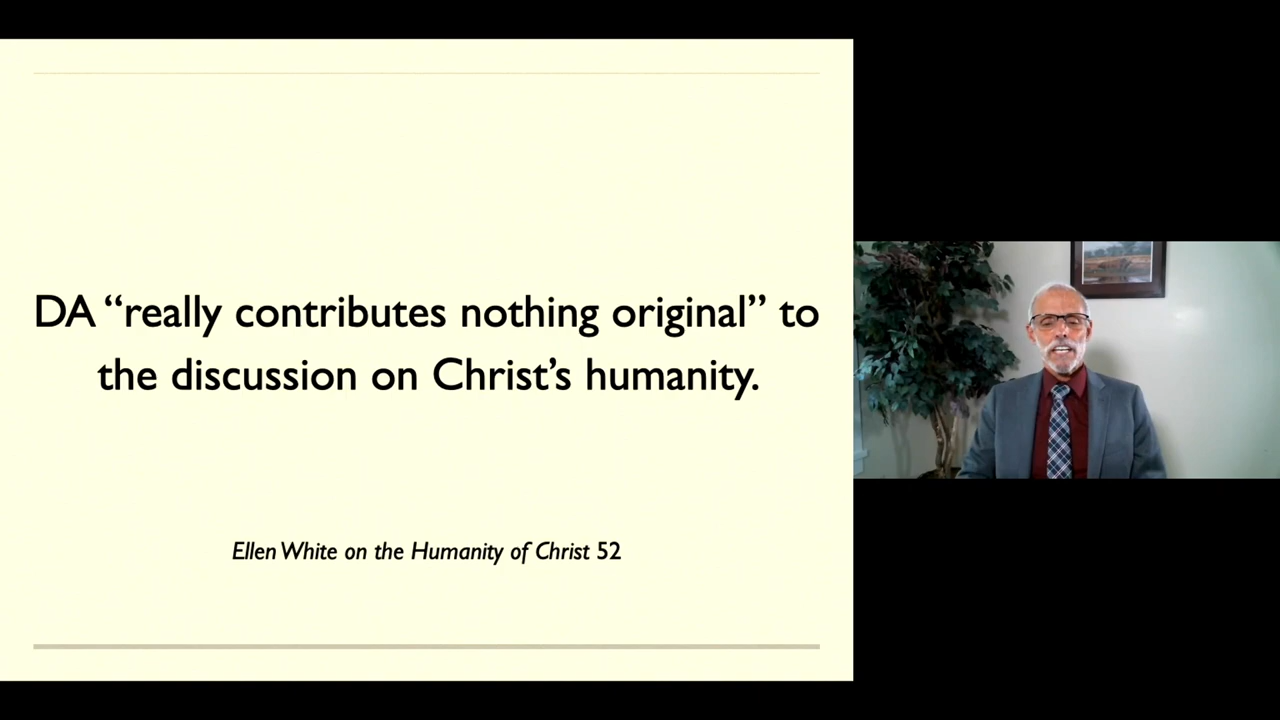 DA “really contributes nothing original” to
the discussion on Christ’s humanity.
Ellen White on the Humanity of Christ 52